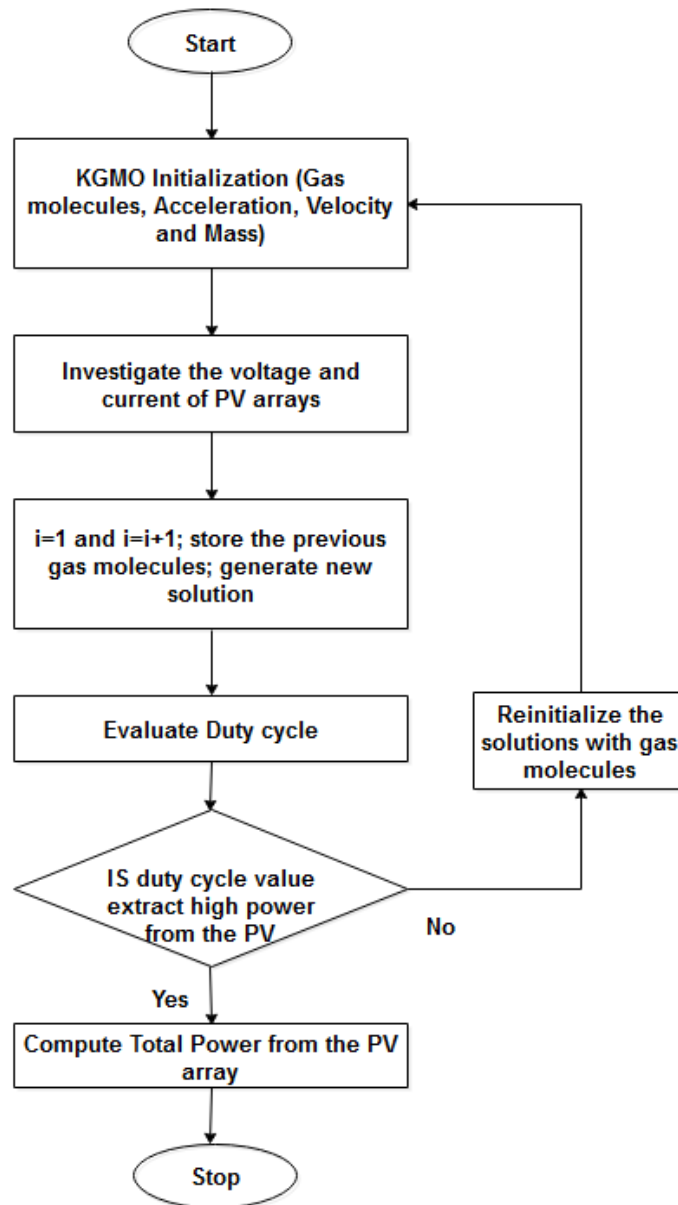 Start
KGMO Initialization (Gas
molecules, Acceleration, Velocity
and Mass)
Investigate the voltage and
current of PV arrays
i=1 and i=i+1; store the previous
gas molecules; generate new
solution
Evaluate Duty cycle
Reinitialize the
solutions with gas
molecules
IS duty cycle value
extract high power
from the PV
No
Yes
Compute Total Power from the PV
array
Stop